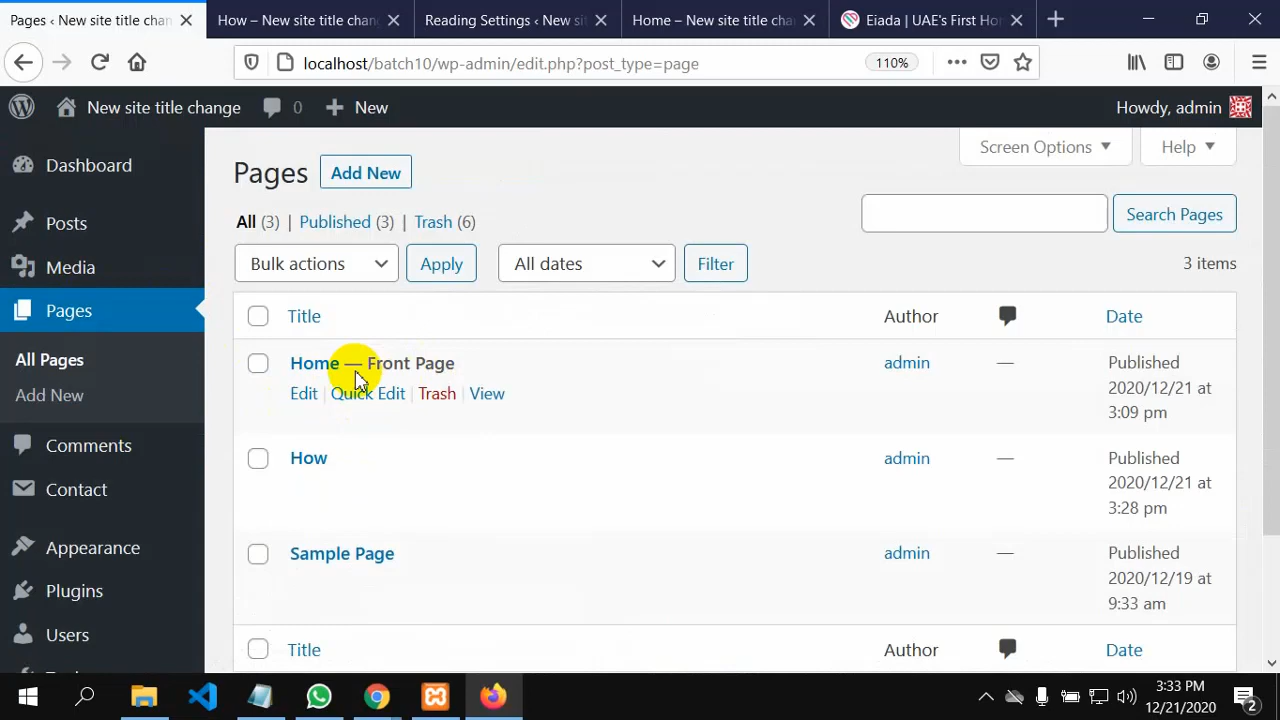 Pages ‹ New site title chan
How – New site title chan
Reading Settings ‹ New sit
Home – New site title cha
Eiada | UAE's First Ho
localhost/batch10/wp-admin/edit.php?post_type=page
110%
New site title change
0
New
Howdy, admin
Dashboard
Posts
Media
Pages
All Pages
Add New
Comments
Contact
Appearance
Plugins
Users
Pages
Add New
Screen Options
Help
All (3) | Published (3) | Trash (6)
Search Pages
Bulk actions
Apply
All dates
Filter
3 items
Title
Author
Date
Home — Front Page
Edit | Quick Edit | Trash | View
admin
—
Published
2020/12/21 at
3:09 pm
How
admin
—
Published
2020/12/21 at
3:28 pm
Sample Page
admin
—
Published
2020/12/19 at
9:33 am
Title
Author
Date
3:33 PM
12/21/2020
2